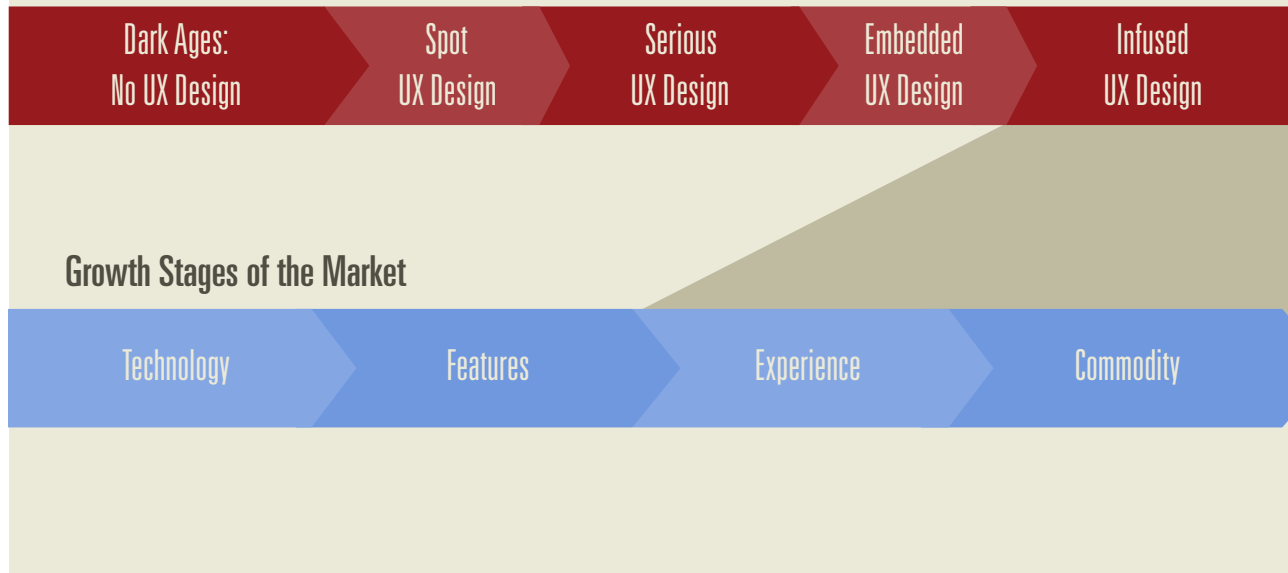 Dark Ages:
No UX Design
Spot
UX Design
Serious
UX Design
Embedded
UX Design
Infused
UX Design
Growth Stages of the Market
Technology
Features
Experience
Commodity